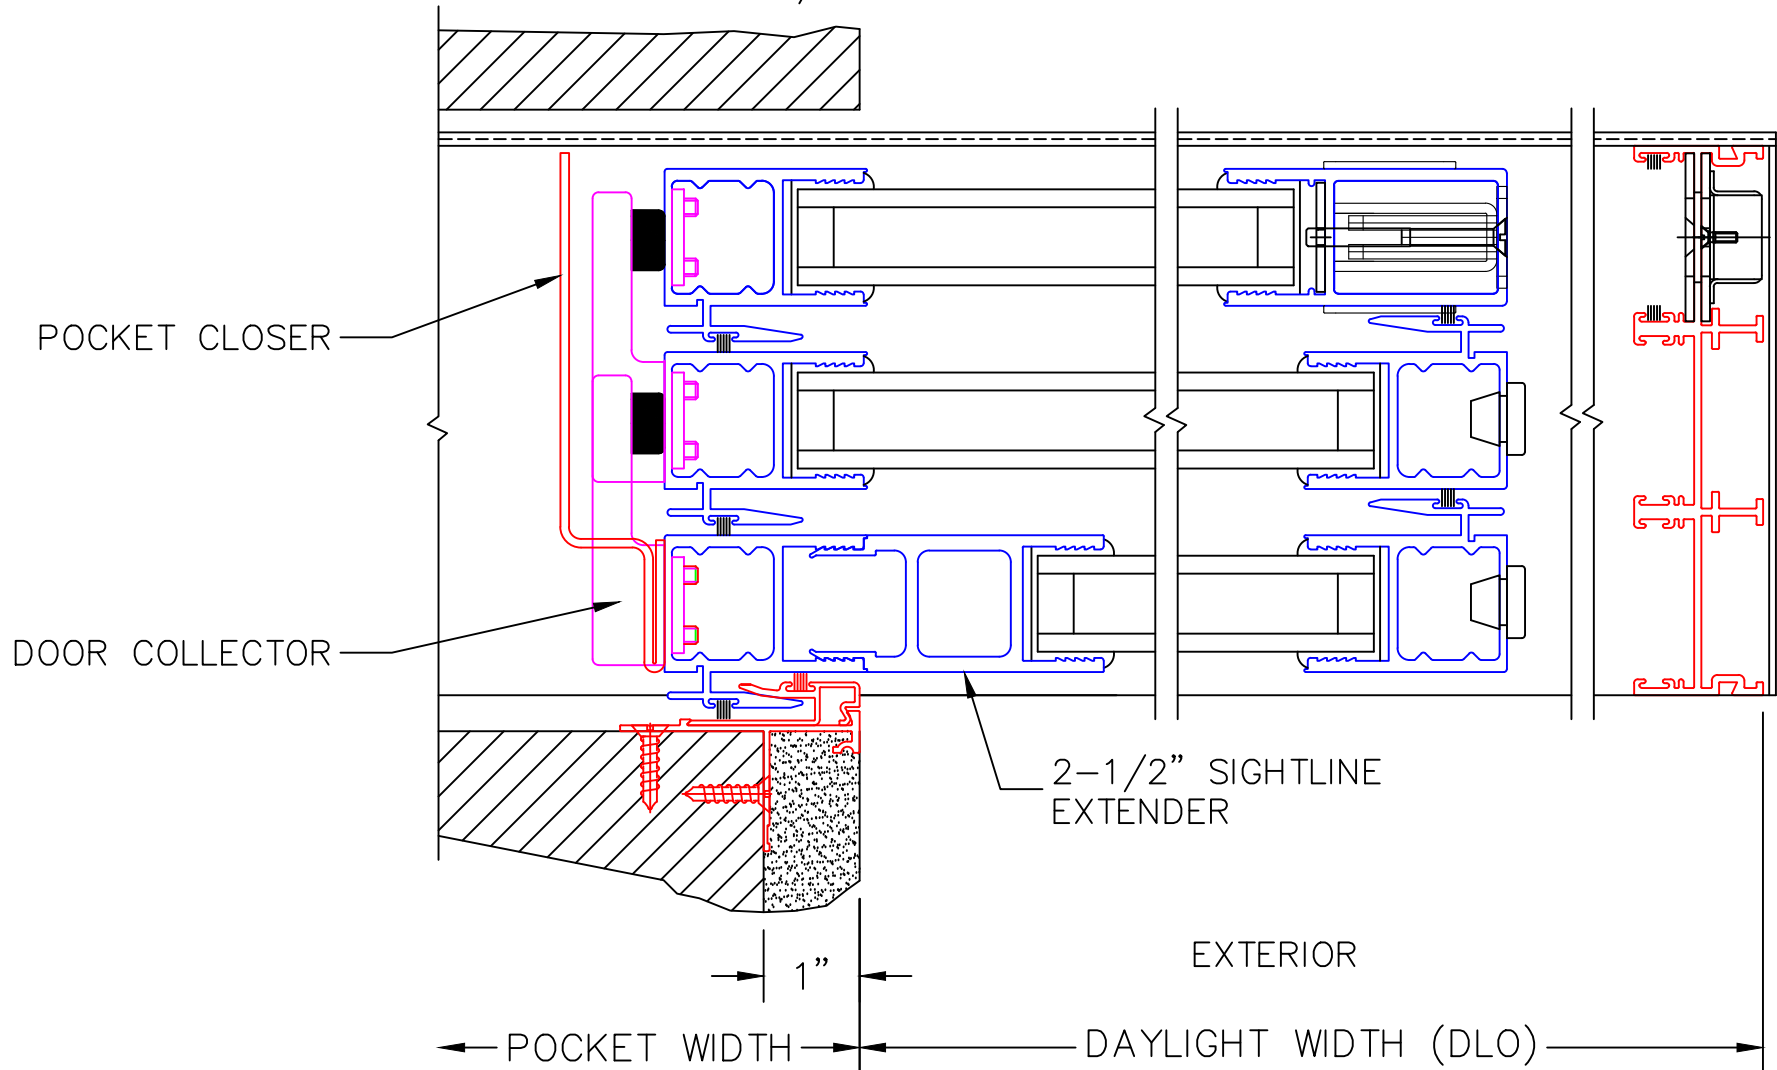 POCKET CLOSER
DOOR COLLECTOR
2-1/2” SIGHTLINE
EXTENDER
EXTERIOR
1”
POCKET WIDTH
DAYLIGHT WIDTH (DLO)